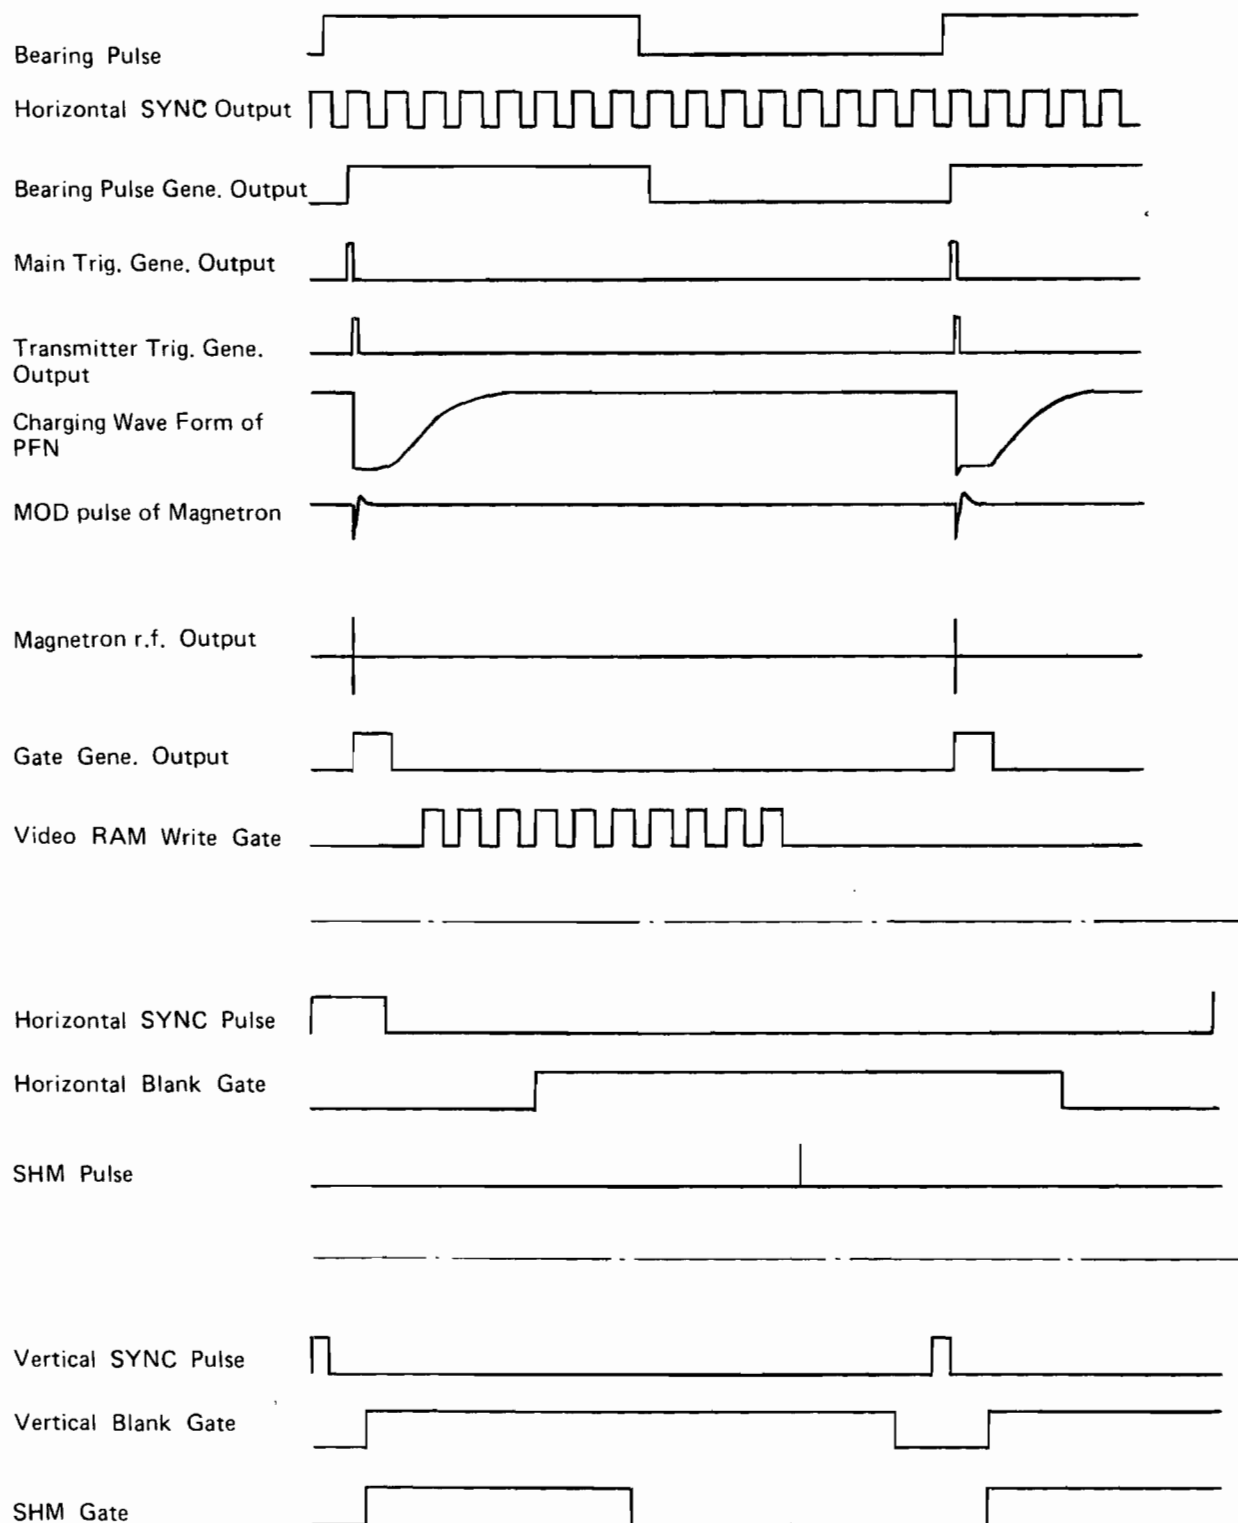 Bearing Pulse
Horizontal SYNC Output
Bearing Pulse Gene. Output
Main Trig. Gene. Output
Transmitter Trig. Gene.
Output
Charging Wave Form of
PFN
MOD pulse of Magnetron
Magnetron r.f. Output
Gate Gene. Output
Video RAM Write Gate
Horizontal SYNC Pulse
Horizontal Blank Gate
SHM Pulse
Vertical SYNC Pulse
Vertical Blank Gate
SHM Gate